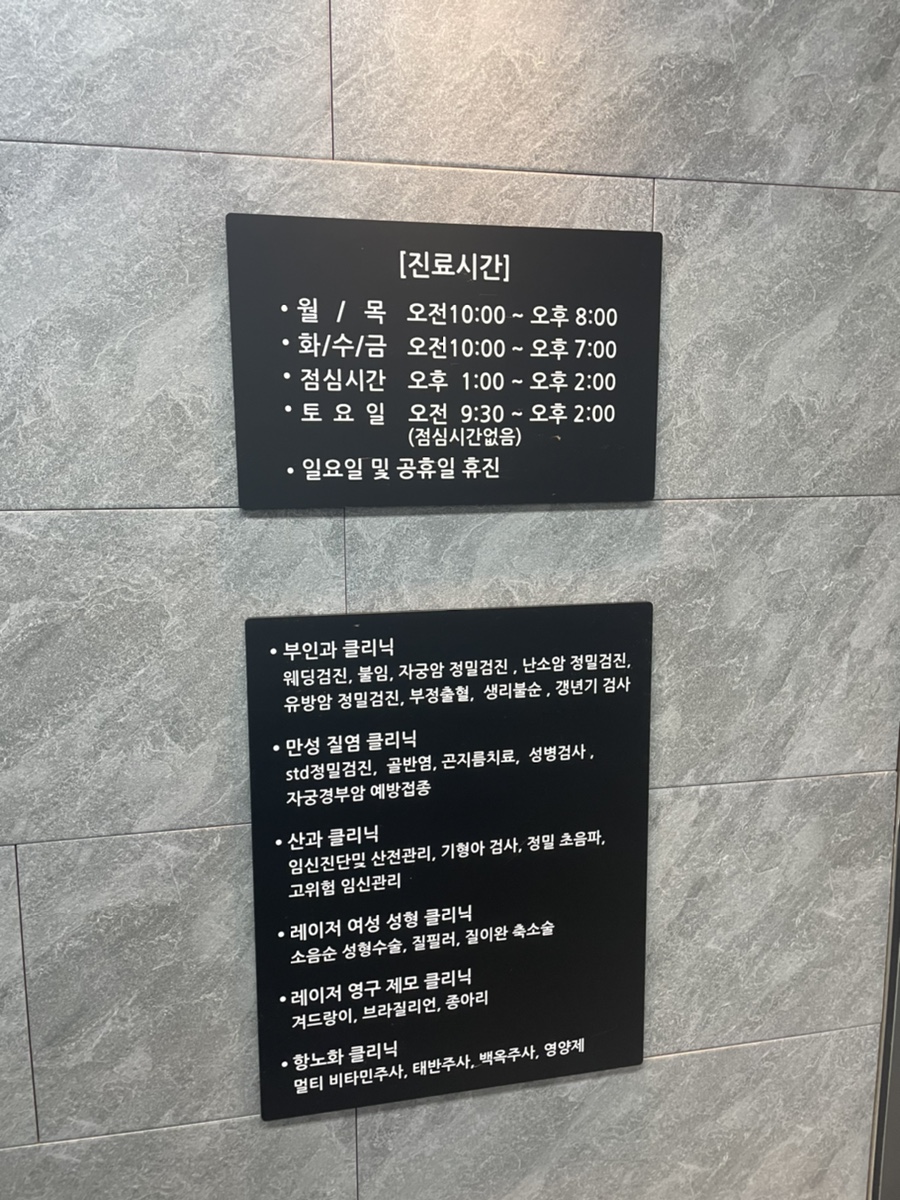 [진료시간]
• 월 / 목 오전10:00 ~ 오후 8:00
• 화/수/금 오전10:00 ~ 오후 7:00
• 점심시간 오후 1:00 ~ 오후 2:00
• 토 요 일 오전 9:30 ~ 오후 2:00
(점심시간없음)
• 일요일 및 공휴일 휴진
• 부인과 클리닉
웨딩검진, 불임, 자궁암 정밀검진 , 난소암 정밀검진,
유방암 정밀검진, 부정출혈, 생리불순 , 갱년기 검사
• 만성 질염 클리닉
std정밀검진, 골반염, 곤지름치료, 성병검사 ,
자궁경부암 예방접종
• 산과 클리닉
임신진단및 산전관리, 기형아 검사, 정밀 초음파,
고위험 임신관리
• 레이저 여성 성형 클리닉
소음순 성형수술, 질필러, 질이완 축소술
• 레이저 영구 제모 클리닉
겨드랑이, 브라질리언, 종아리
• 항노화 클리닉
멀티 비타민주사, 태반주사, 백옥주사, 영양제